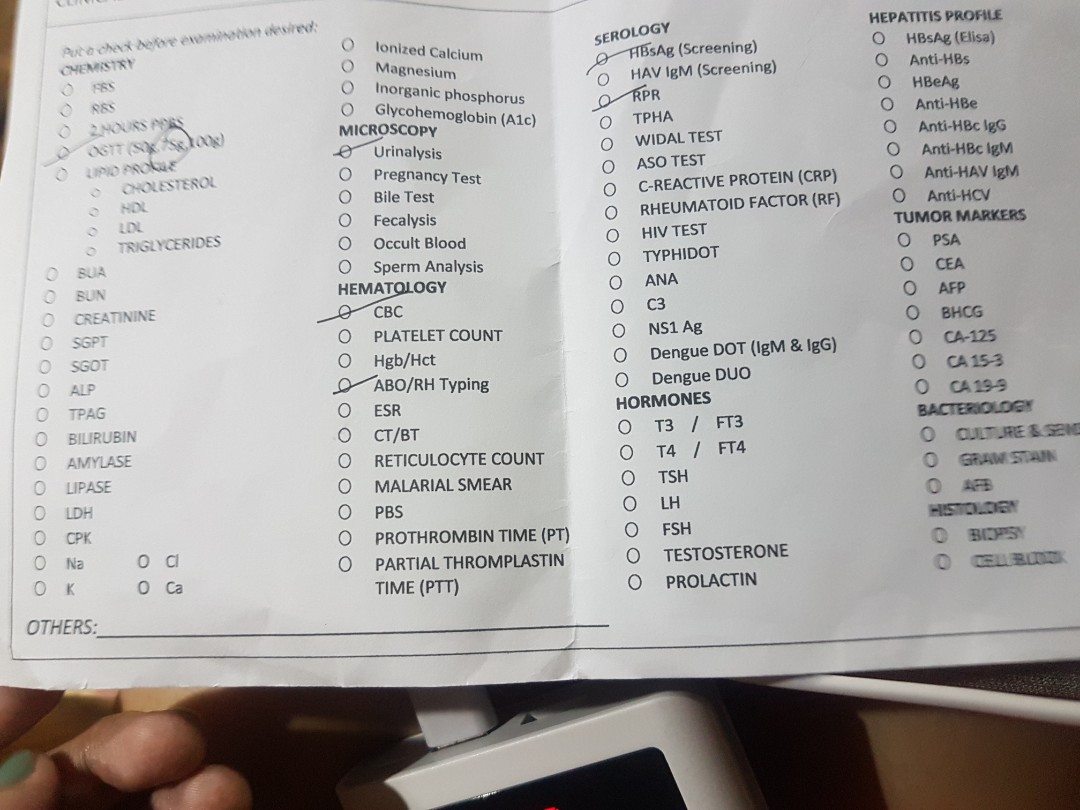 Put a check before examination desired:
CHEMISTRY
FBS
RBS
2 HOURS PPBS
OGTT (50g, 75g, 100g)
LIPID PROFILE
CHOLESTEROL
HDL
LDL
TRIGLYCERIDES
BUA
BUN
CREATININE
SGPT
SGOT
ALP
TPAG
BILIRUBIN
AMYLASE
LIPASE
LDH
CPK
Na Cl
K Ca
Ionized Calcium
Magnesium
Inorganic phosphorus
Glycohemoglobin (A1c)
MICROSCOPY
Urinalysis
Pregnancy Test
Bile Test
Fecalysis
Occult Blood
Sperm Analysis
HEMATOLOGY
CBC
PLATELET COUNT
Hgb/Hct
ABO/RH Typing
ESR
CT/BT
RETICULOCYTE COUNT
MALARIAL SMEAR
PBS
PROTHROMBIN TIME (PT)
PARTIAL THROMPLASTIN
TIME (PTT)
SEROLOGY
HBsAg (Screening)
HAV IgM (Screening)
RPR
TPHA
WIDAL TEST
ASO TEST
C-REACTIVE PROTEIN (CRP)
RHEUMATOID FACTOR (RF)
HIV TEST
TYPHIDOT
ANA
C3
NS1 Ag
Dengue DOT (IgM & IgG)
Dengue DUO
HORMONES
T3 / FT3
T4 / FT4
TSH
LH
FSH
TESTOSTERONE
PROLACTIN
HEPATITIS PROFILE
HBsAg (Elisa)
Anti-HBs
HBeAg
Anti-HBe
Anti-HBc IgG
Anti-HBc IgM
Anti-HAV IgM
Anti-HCV
TUMOR MARKERS
PSA
CEA
AFP
BHCG
CA-125
CA 15-3
CA 19-9
BACTERIOLOGY
CULTURE & SENS
GRAM STAIN
AFB
HISTOLOGY
BIOPSY
CELL BLOCK
OTHERS: